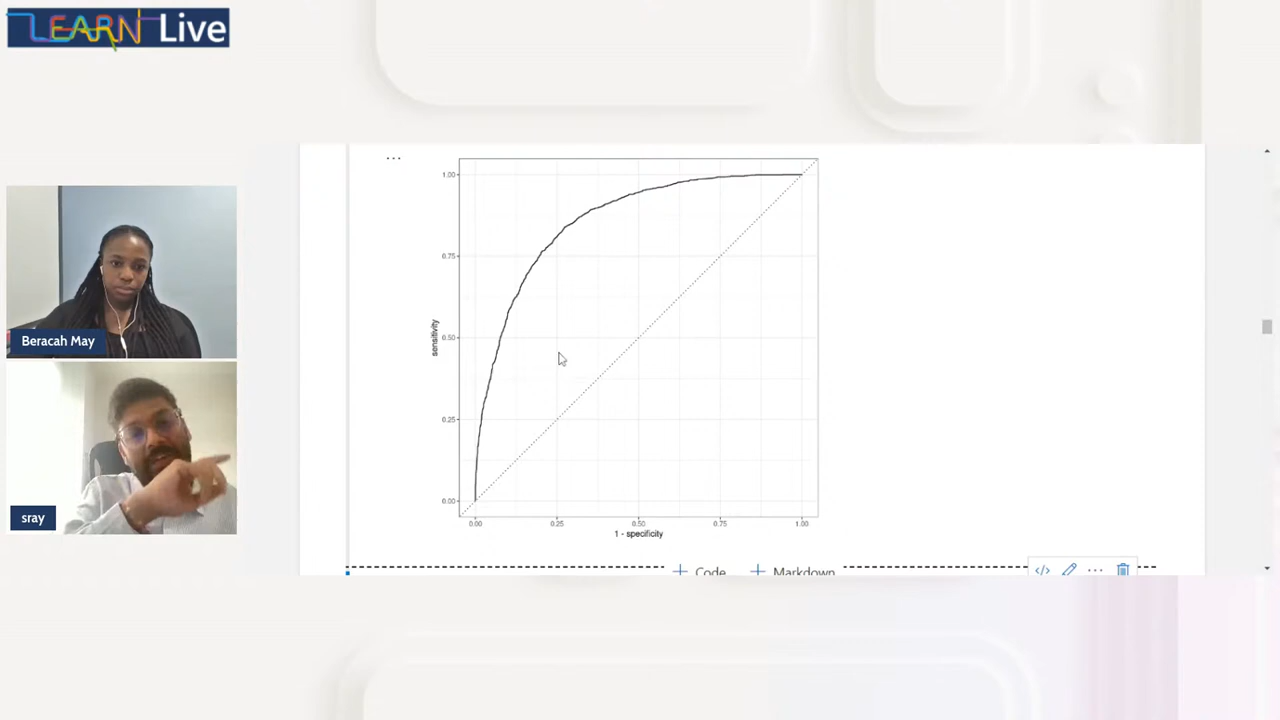 LEARN Live
Beracah May
sray
...
1.00
0.75
0.50
0.25
0.00
sensitivity
0.00 0.25 0.50 0.75 1.00
1 - specificity
+ Code + Markdown